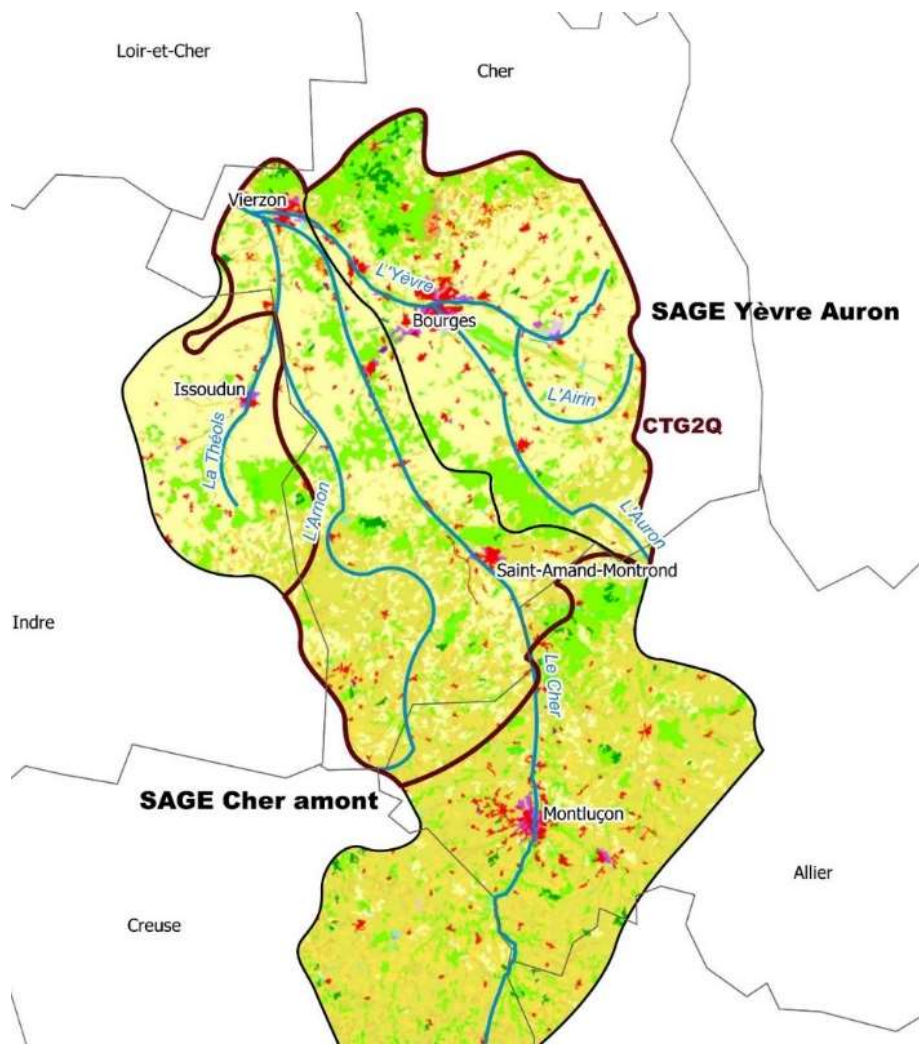 Loir-et-Cher
Cher
Vierzon
L'Yèvre
SAGE Yèvre Auron
Bourges
Issoudun
L'Airin
CTG2Q
La Théols
L'Arnon
L'Auron
Saint-Amand-Montrond
Indre
Le Cher
SAGE Cher amont
Montluçon
Allier
Creuse